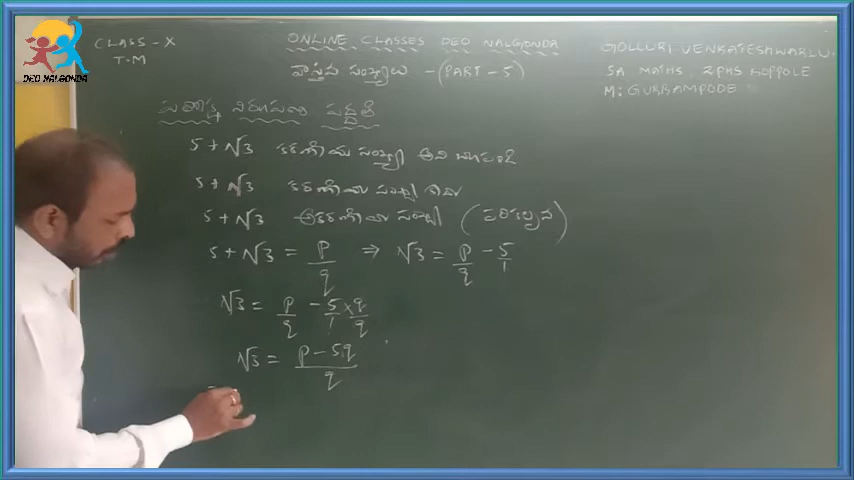 DEO NALGONDA
CLASS - X
T.M
ONLINE CLASSES DEO NALGONDA
వాస్తవ సంఖ్యలు - (PART - 5)
GOLLURI VENKATESHWARLU.
SA MATHS, ZPHS KOPPOLE
M: GURRAMPODE
పరోక్ష నిరూపణ పద్ధతి
5 + √3 కరణీయ సంఖ్య అని చూపండి
5 + √3 కరణీయ సంఖ్య కాదు
5 + √3 అకరణీయ సంఖ్య (పరికల్పన)
5 + √3 = p/q ⇒ √3 = p/q - 5/1
√3 = p/q - 5/1 × q/q
√3 = (p - 5q)/q